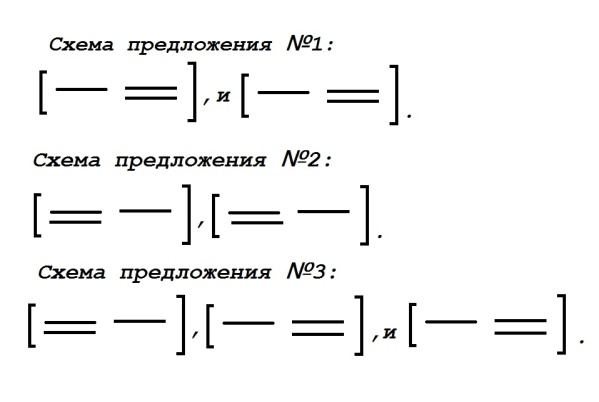 Схема предложения №1:
[— =], и [— =].
Схема предложения №2:
[= —], [= —].
Схема предложения №3:
[= —], [— =], и [— =].